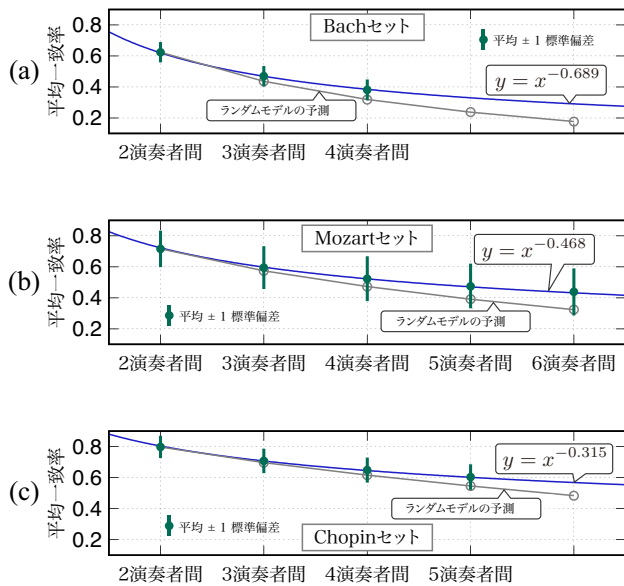 (a)
平均一致率
0.8
0.6
0.4
0.2
Bachセット
平均 ± 1 標準偏差
y = x^{-0.689}
ランダムモデルの予測
2演奏者間 3演奏者間 4演奏者間
(b)
平均一致率
0.8
0.6
0.4
0.2
Mozartセット
y = x^{-0.468}
平均 ± 1 標準偏差
ランダムモデルの予測
2演奏者間 3演奏者間 4演奏者間 5演奏者間 6演奏者間
(c)
平均一致率
0.8
0.6
0.4
0.2
y = x^{-0.315}
ランダムモデルの予測
平均 ± 1 標準偏差
Chopinセット
2演奏者間 3演奏者間 4演奏者間 5演奏者間